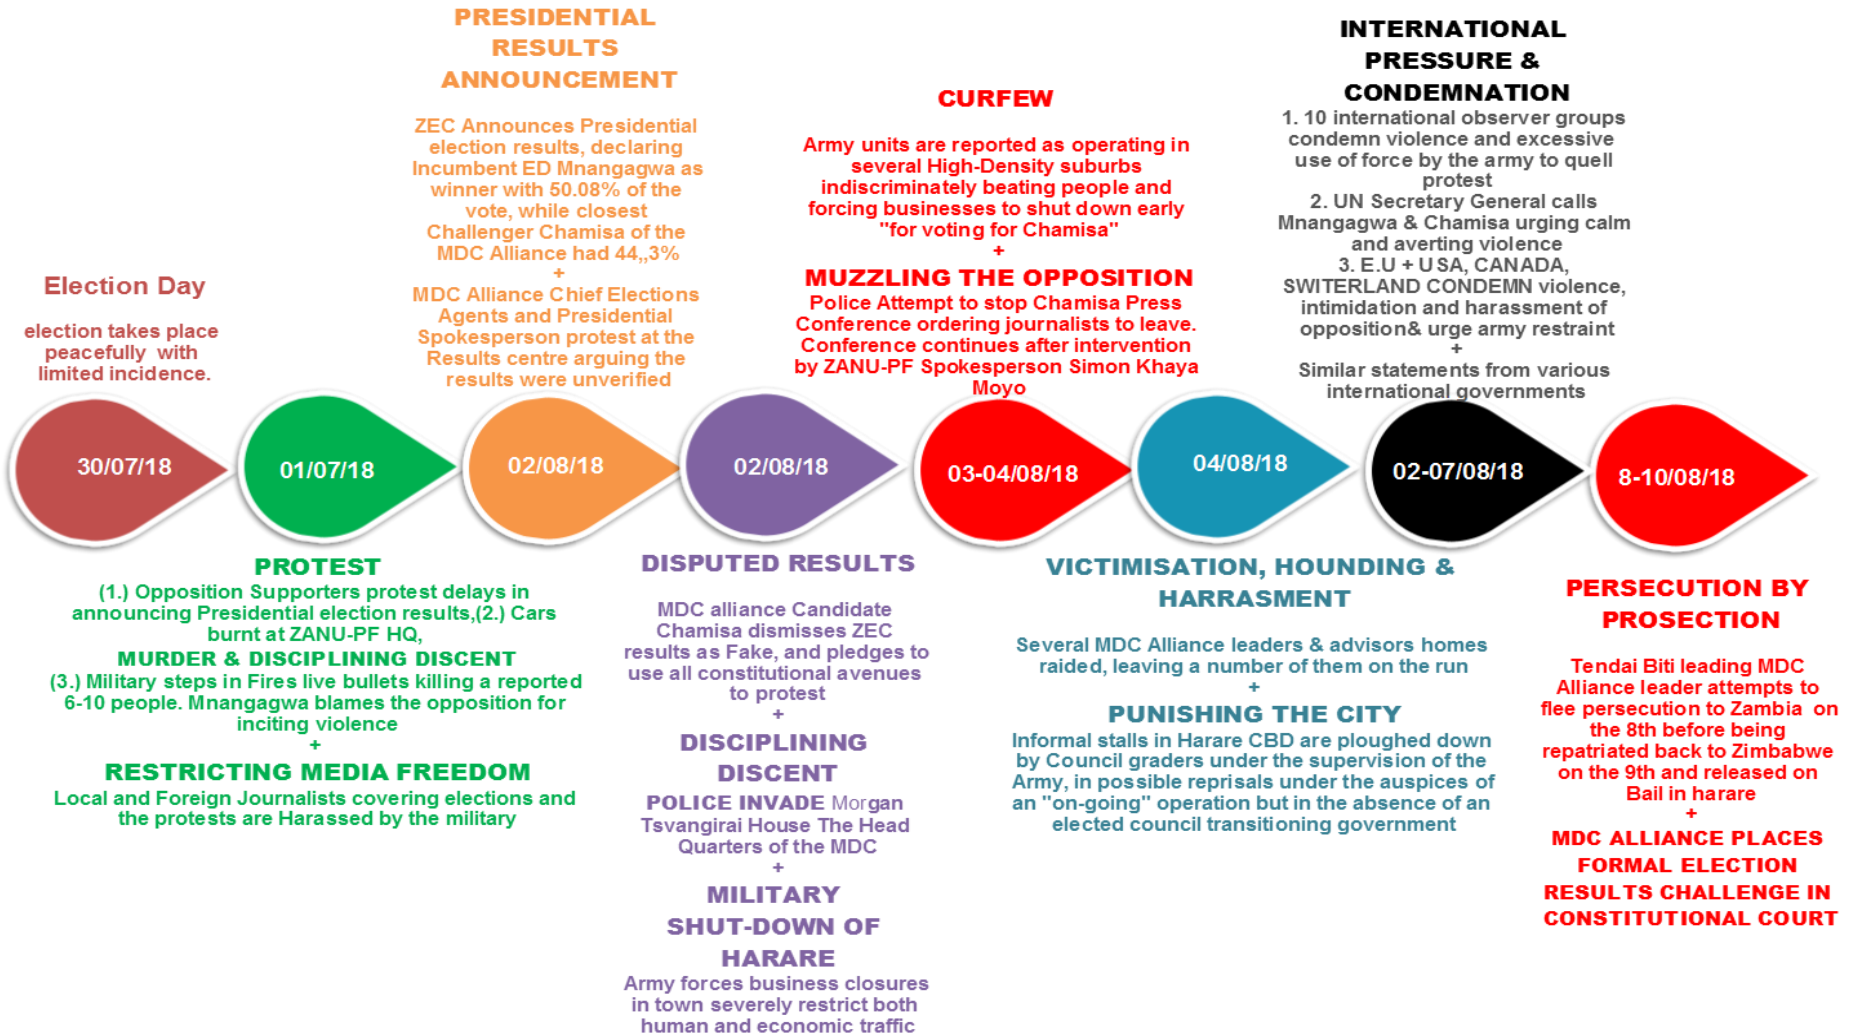 Election Day
election takes place
peacefully with
limited incidence.
30/07/18
01/07/18
PROTEST
(1.) Opposition Supporters protest delays in
announcing Presidential election results,(2.) Cars
burnt at ZANU-PF HQ,
MURDER & DISCIPLINING DISCENT
(3.) Military steps in Fires live bullets killing a reported
6-10 people. Mnangagwa blames the opposition for
inciting violence
+
RESTRICTING MEDIA FREEDOM
Local and Foreign Journalists covering elections and
the protests are Harassed by the military
PRESIDENTIAL
RESULTS
ANNOUNCEMENT
ZEC Announces Presidential
election results, declaring
Incumbent ED Mnangagwa as
winner with 50.08% of the
vote, while closest
Challenger Chamisa of the
MDC Alliance had 44,,3%
+
MDC Alliance Chief Elections
Agents and Presidential
Spokesperson protest at the
Results centre arguing the
results were unverified
02/08/18
02/08/18
DISPUTED RESULTS
MDC alliance Candidate
Chamisa dismisses ZEC
results as Fake, and pledges to
use all constitutional avenues
to protest
+
DISCIPLINING
DISCENT
POLICE INVADE Morgan
Tsvangirai House The Head
Quarters of the MDC
+
MILITARY
SHUT-DOWN OF
HARARE
Army forces business closures
in town severely restrict both
human and economic traffic
CURFEW
Army units are reported as operating in
several High-Density suburbs
indiscriminately beating people and
forcing businesses to shut down early
"for voting for Chamisa"
+
MUZZLING THE OPPOSITION
Police Attempt to stop Chamisa Press
Conference ordering journalists to leave.
Conference continues after intervention
by ZANU-PF Spokesperson Simon Khaya
Moyo
03-04/08/18
04/08/18
VICTIMISATION, HOUNDING &
HARRASMENT
Several MDC Alliance leaders & advisors homes
raided, leaving a number of them on the run
+
PUNISHING THE CITY
Informal stalls in Harare CBD are ploughed down
by Council graders under the supervision of the
Army, in possible reprisals under the auspices of
an "on-going" operation but in the absence of an
elected council transitioning government
INTERNATIONAL
PRESSURE &
CONDEMNATION
1. 10 international observer groups
condemn violence and excessive
use of force by the army to quell
protest
2. UN Secretary General calls
Mnangagwa & Chamisa urging calm
and averting violence
3. E.U + USA, CANADA,
SWITERLAND CONDEMN violence,
intimidation and harassment of
opposition& urge army restraint
+
Similar statements from various
international governments
02-07/08/18
8-10/08/18
PERSECUTION BY
PROSECTION
Tendai Biti leading MDC
Alliance leader attempts to
flee persecution to Zambia on
the 8th before being
repatriated back to Zimbabwe
on the 9th and released on
Bail in harare
+
MDC ALLIANCE PLACES
FORMAL ELECTION
RESULTS CHALLENGE IN
CONSTITUTIONAL COURT